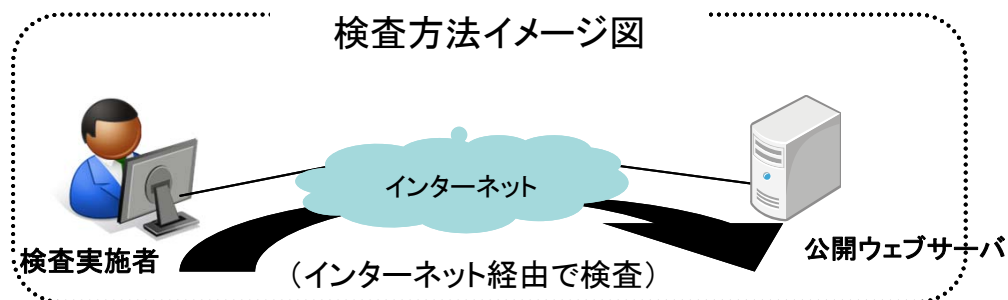 検査方法イメージ図
インターネット
検査実施者
公開ウェブサーバ
（インターネット経由で検査）